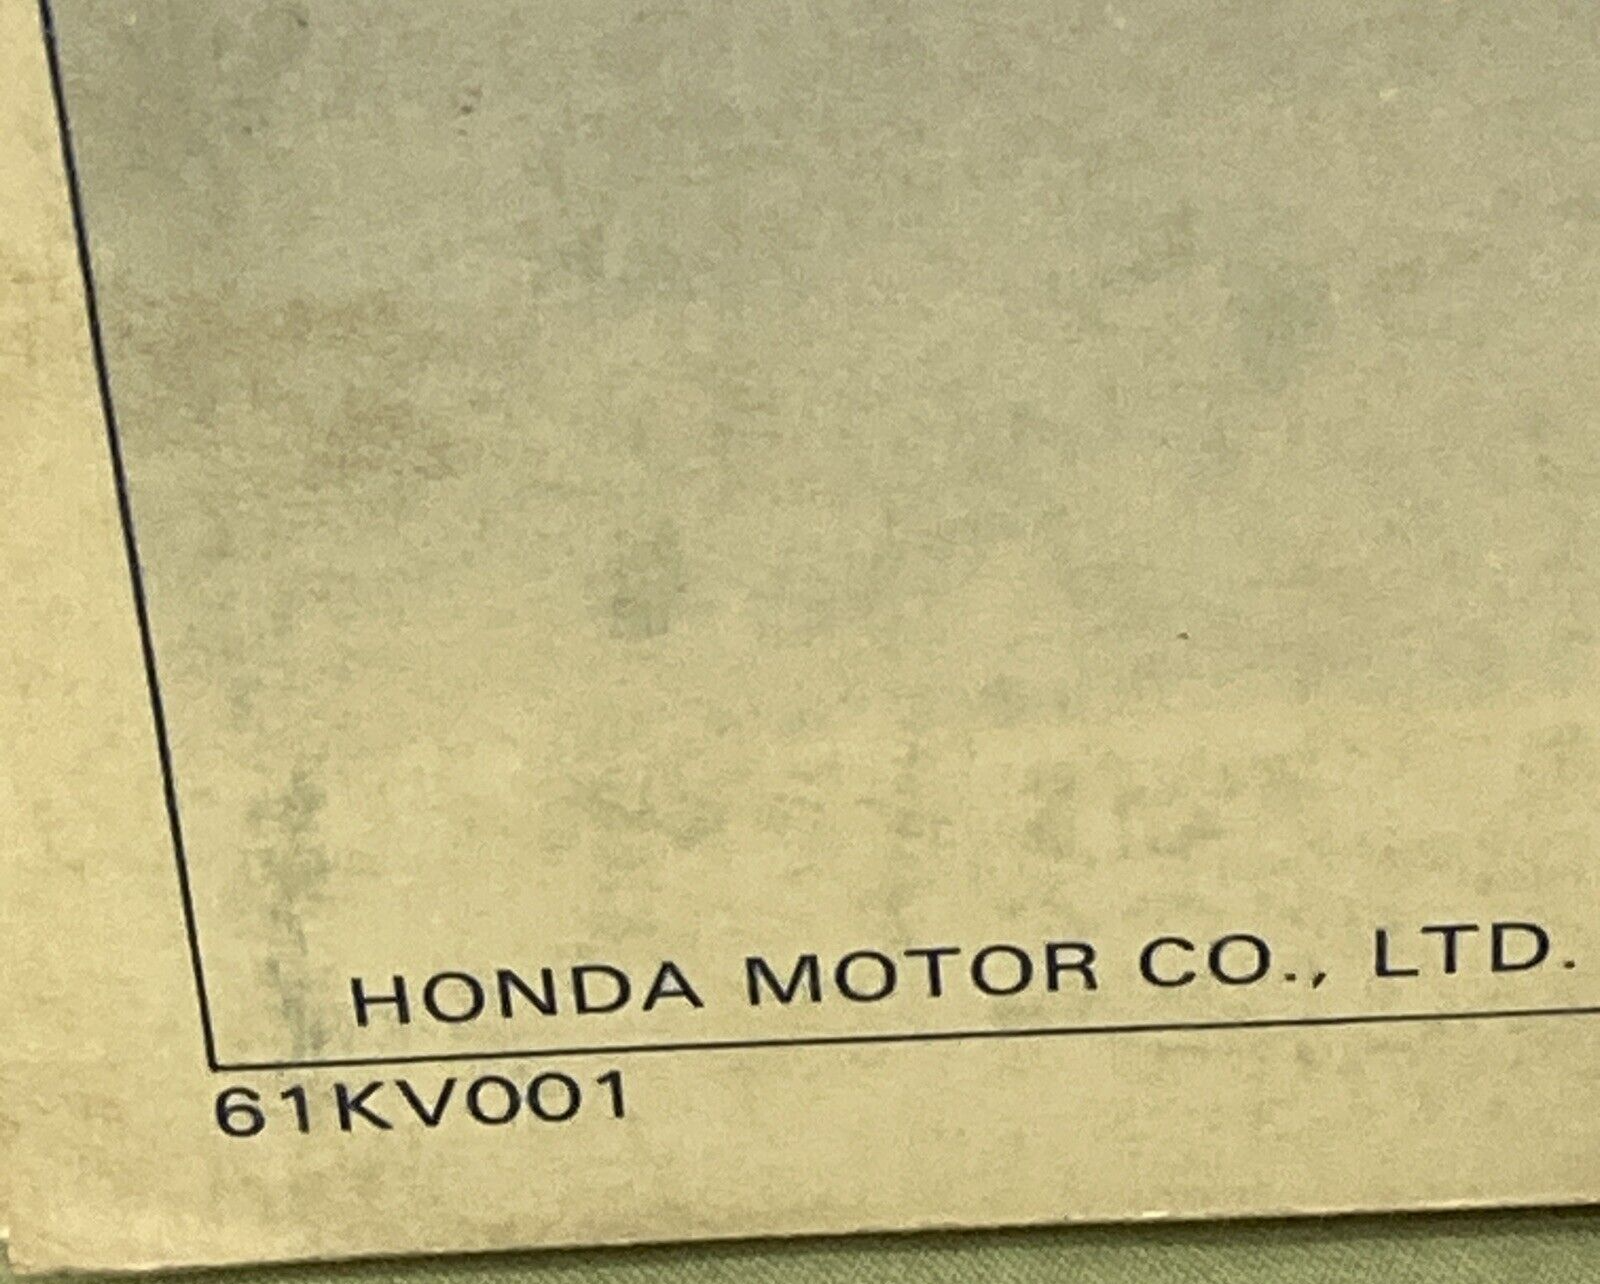 HONDA MOTOR CO., LTD.
61KV001